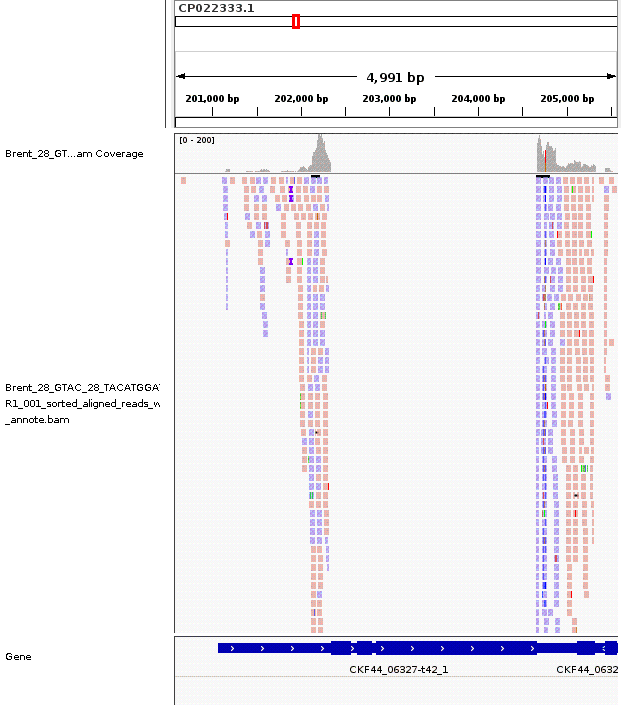 CP022333.1
4,991 bp
201,000 bp 202,000 bp 203,000 bp 204,000 bp 205,000 bp
[0 - 200]
Brent_28_GT...am Coverage
Brent_28_GTAC_28_TACATGGA
R1_001_sorted_aligned_reads_w
_annote.bam
Gene
CKF44_06327-t42_1 CKF44_0632